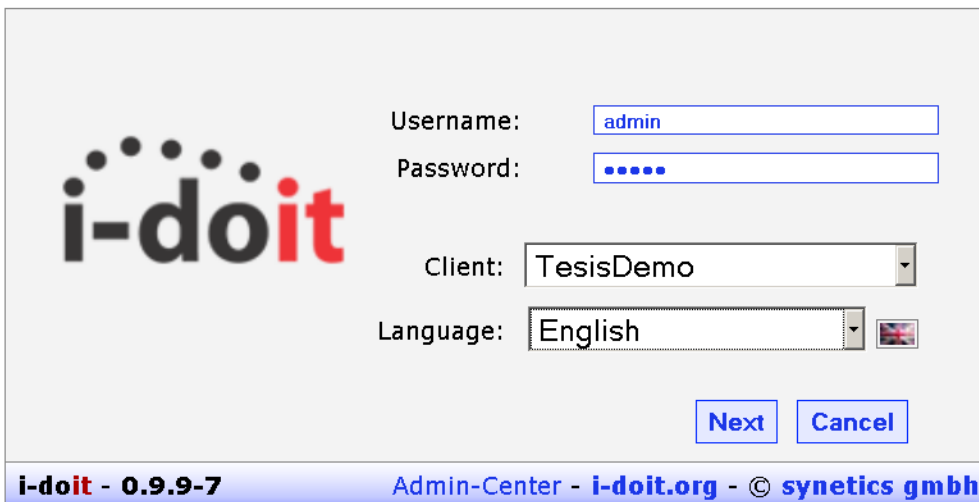 i-doit
Username: admin
Password: •••••
Client: TesisDemo
Language: English
Next Cancel
i-doit - 0.9.9-7 Admin-Center - i-doit.org - © synetics gmbh